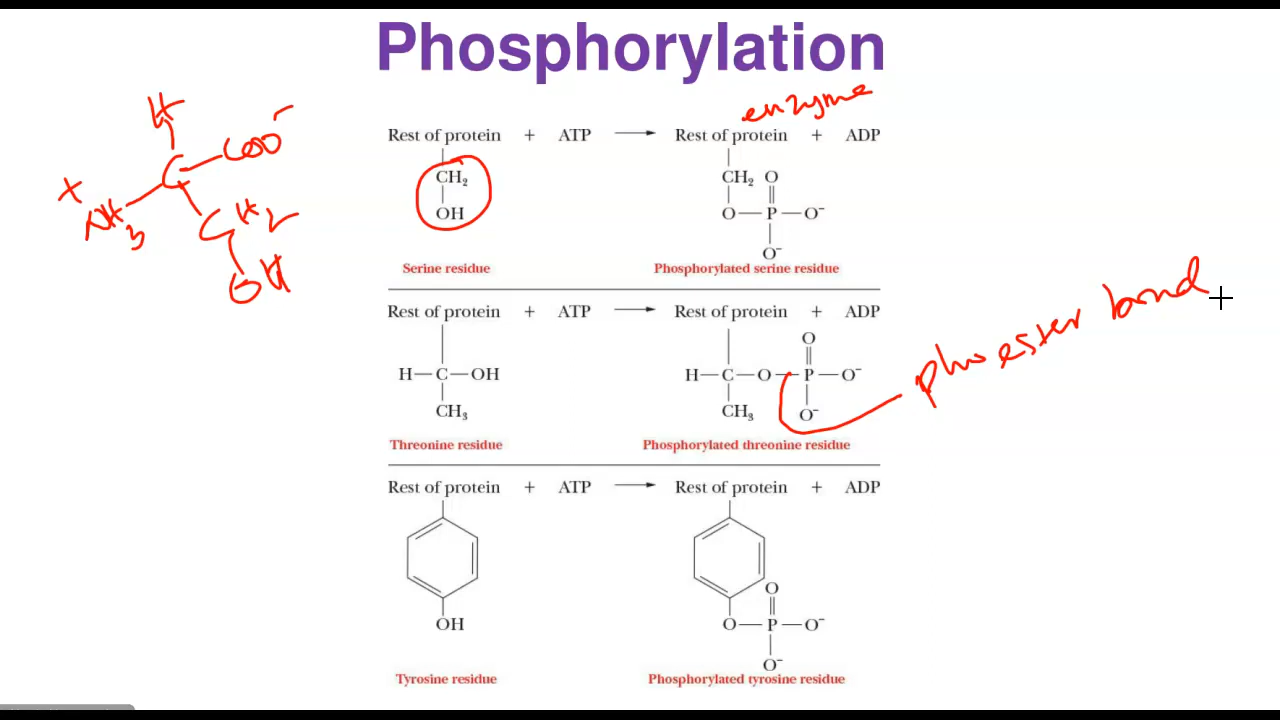 Phosphorylation
enzyme
Rest of protein + ATP → Rest of protein + ADP
CH₂
OH
CH₂ O
O—P—O⁻
O⁻
Serine residue
Phosphorylated serine residue
H
C COO⁻
⁺NH₃
CH₂
OH
Rest of protein + ATP → Rest of protein + ADP
H—C—OH
CH₃
O
H—C—O—P—O⁻
CH₃ O⁻
Threonine residue
Phosphorylated threonine residue
phoester bond
Rest of protein + ATP → Rest of protein + ADP
OH
O
O—P—O⁻
O⁻
Tyrosine residue
Phosphorylated tyrosine residue